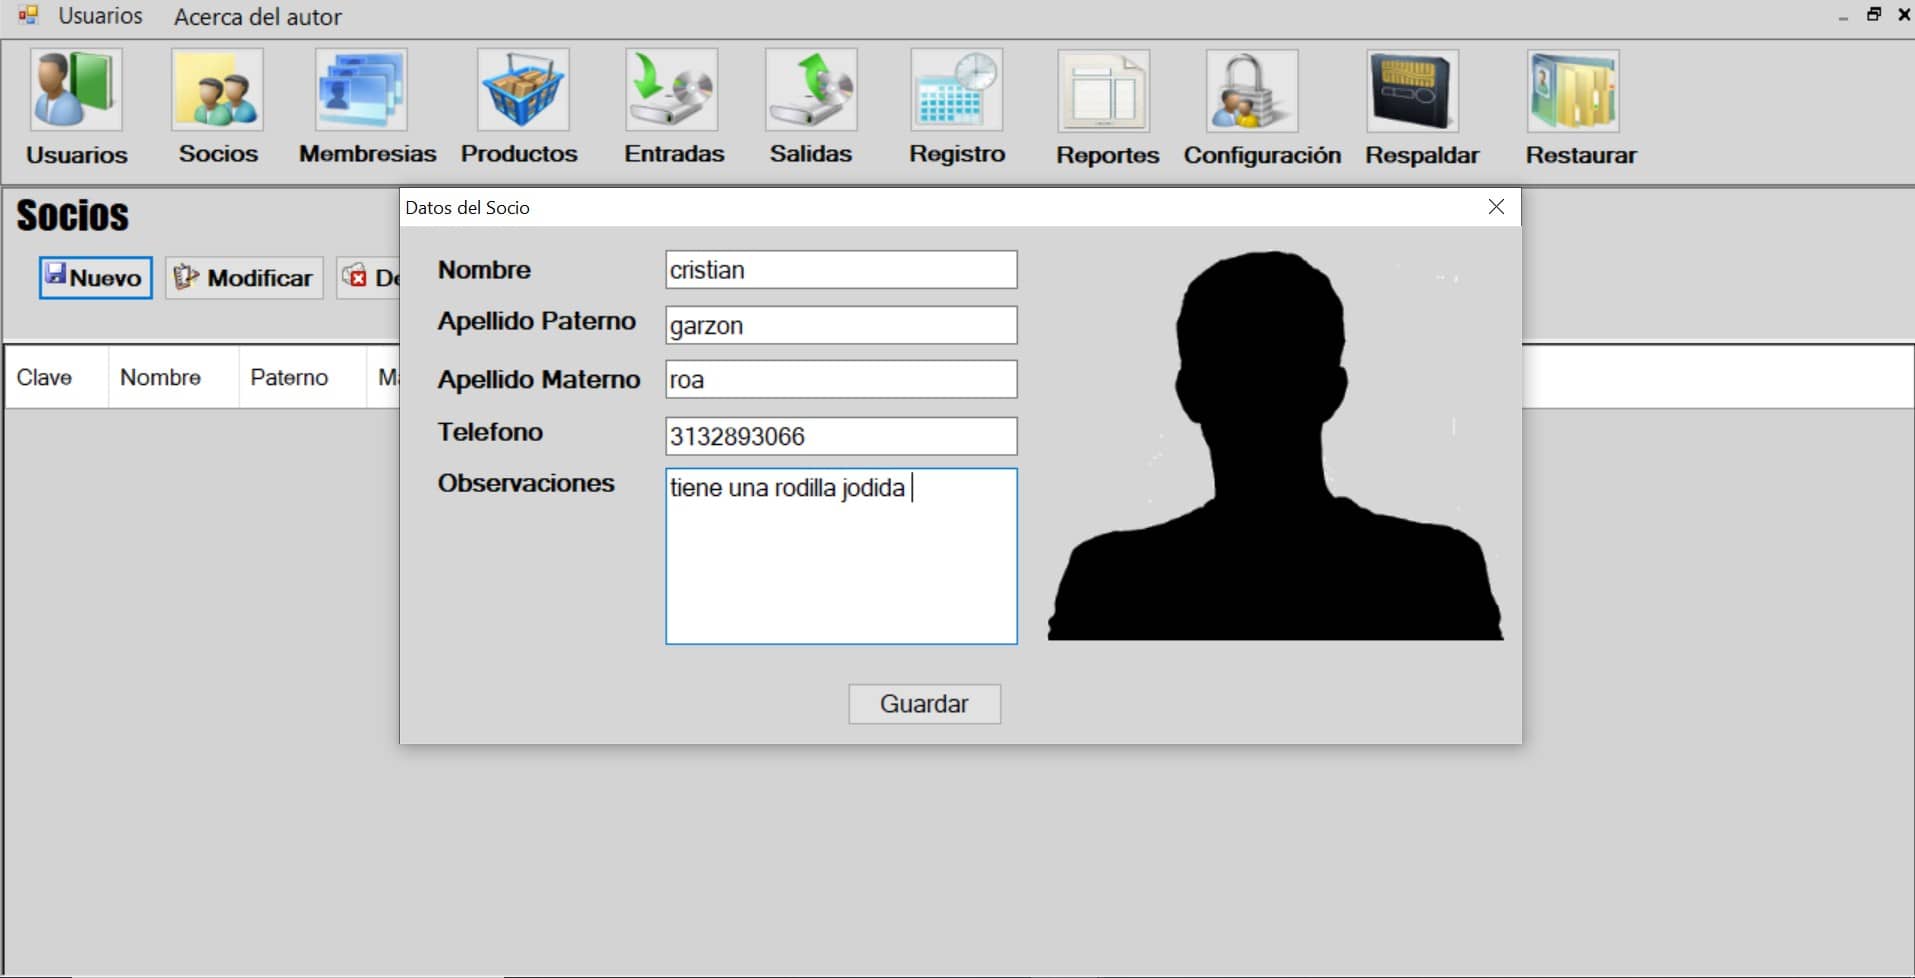 Usuarios Acerca del autor
Usuarios Socios Membresias Productos Entradas Salidas Registro Reportes Configuración Respaldar Restaurar
Socios
Datos del Socio
Nuevo Modificar
Nombre cristian
Apellido Paterno garzon
Apellido Materno roa
Telefono 3132893066
Observaciones tiene una rodilla jodida
Clave Nombre Paterno
Guardar